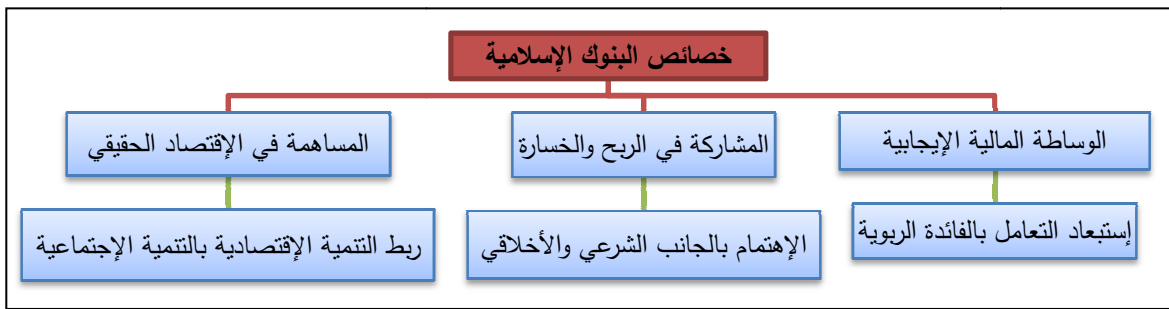 خصائص البنوك الإسلامية
الوساطة المالية الإيجابية
المشاركة في الربح والخسارة
المساهمة في الإقتصاد الحقيقي
إستبعاد التعامل بالفائدة الربوية
الإهتمام بالجانب الشرعي والأخلاقي
ربط التنمية الإقتصادية بالتنمية الإجتماعية